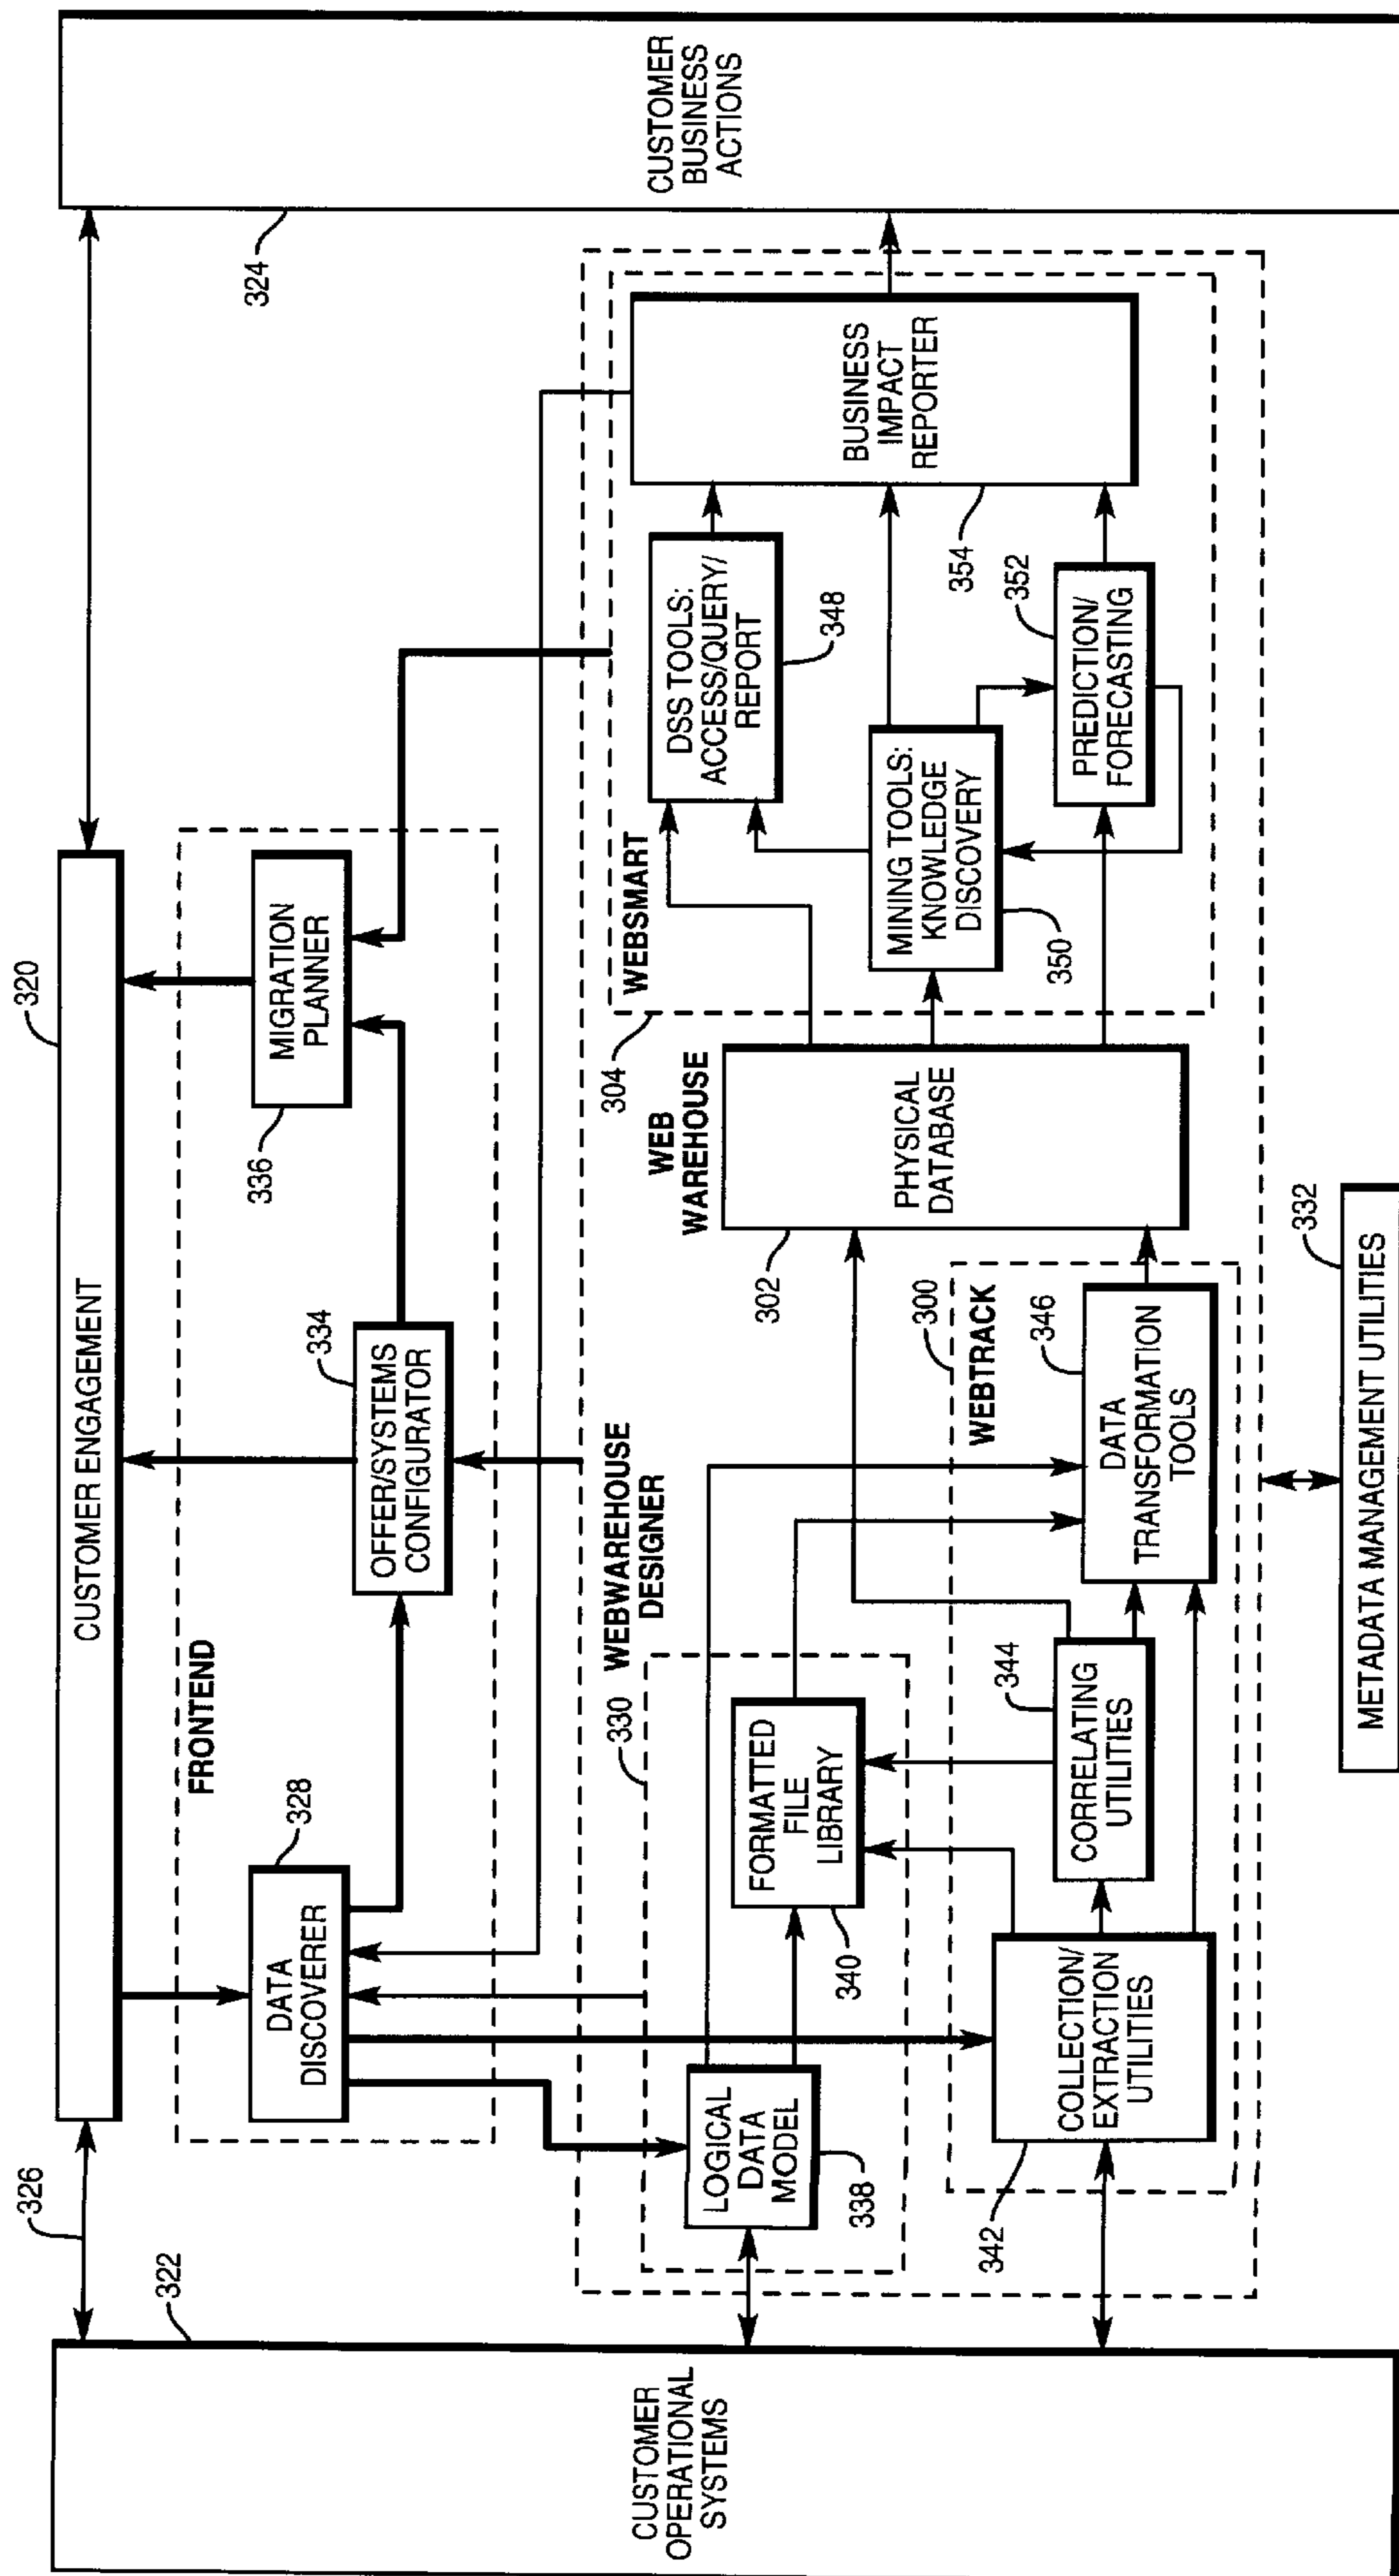 320
CUSTOMER ENGAGEMENT
326
322
CUSTOMER
OPERATIONAL
SYSTEMS
324
CUSTOMER
BUSINESS
ACTIONS
FRONTEND
328
DATA
DISCOVERER
334
OFFER/SYSTEMS
CONFIGURATOR
336
MIGRATION
PLANNER
330
WEBWAREHOUSE
DESIGNER
LOGICAL
DATA
MODEL
338
FORMATTED
FILE
LIBRARY
340
300
WEBTRACK
342
COLLECTION/
EXTRACTION
UTILITIES
344
CORRELATING
UTILITIES
346
DATA
TRANSFORMATION
TOOLS
WEB
WAREHOUSE
302
PHYSICAL
DATABASE
304
WEBSMART
DSS TOOLS:
ACCESS/QUERY/
REPORT
348
MINING TOOLS:
KNOWLEDGE
DISCOVERY
350
352
PREDICTION/
FORECASTING
354
BUSINESS
IMPACT
REPORTER
332
METADATA MANAGEMENT UTILITIES